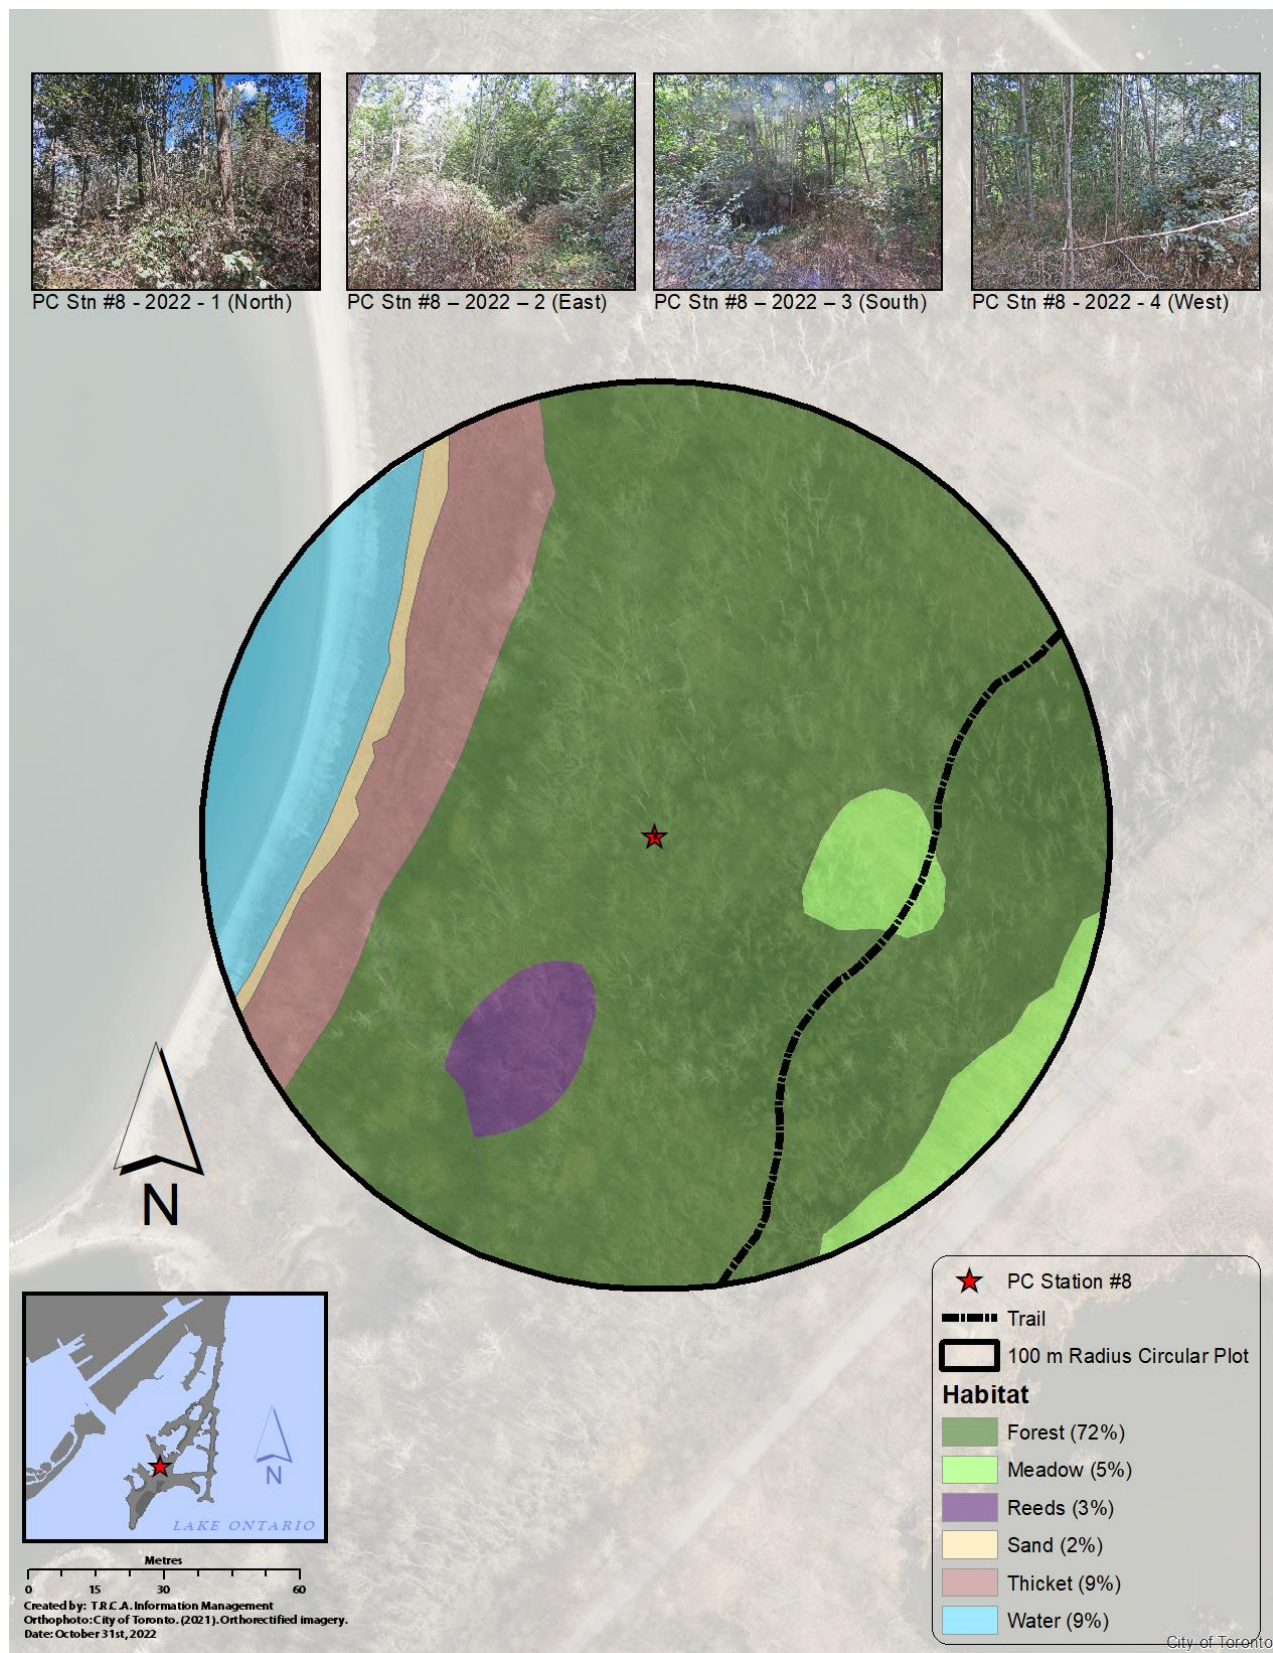 PC Stn #8 - 2022 - 1 (North)
PC Stn #8 – 2022 – 2 (East)
PC Stn #8 – 2022 – 3 (South)
PC Stn #8 - 2022 - 4 (West)
N
PC Station #8
Trail
100 m Radius Circular Plot
Habitat
Forest (72%)
Meadow (5%)
Reeds (3%)
Sand (2%)
Thicket (9%)
Water (9%)
N
LAKE ONTARIO
Metres
0 15 30 60
Created by: T.R.C.A. Information Management
Orthophoto: City of Toronto. (2021). Orthorectified imagery.
Date: October 31st, 2022
City of Toronto